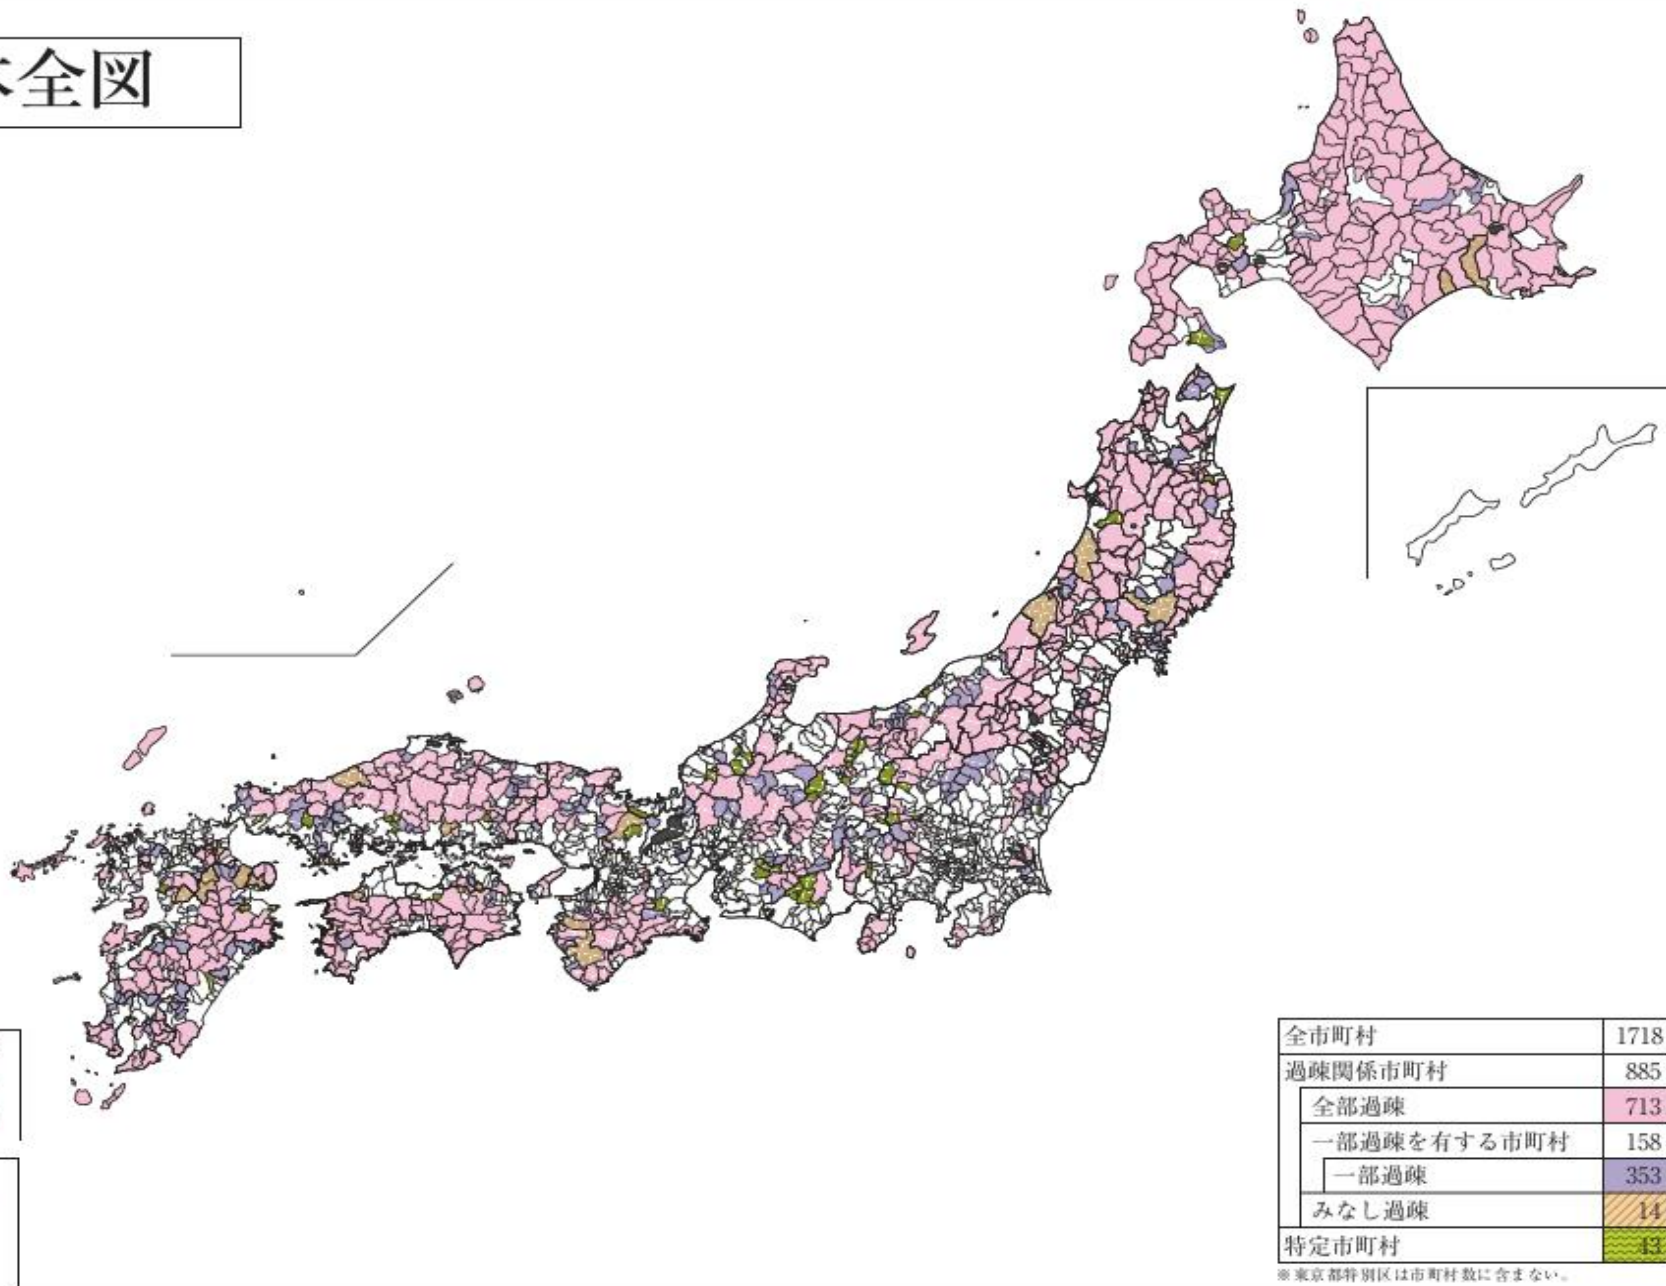 本全図
全市町村 1718
過疎関係市町村 885
全部過疎 713
一部過疎を有する市町村 158
一部過疎 353
みなし過疎 14
特定市町村 43
※東京都特別区は市町村数に含まない。